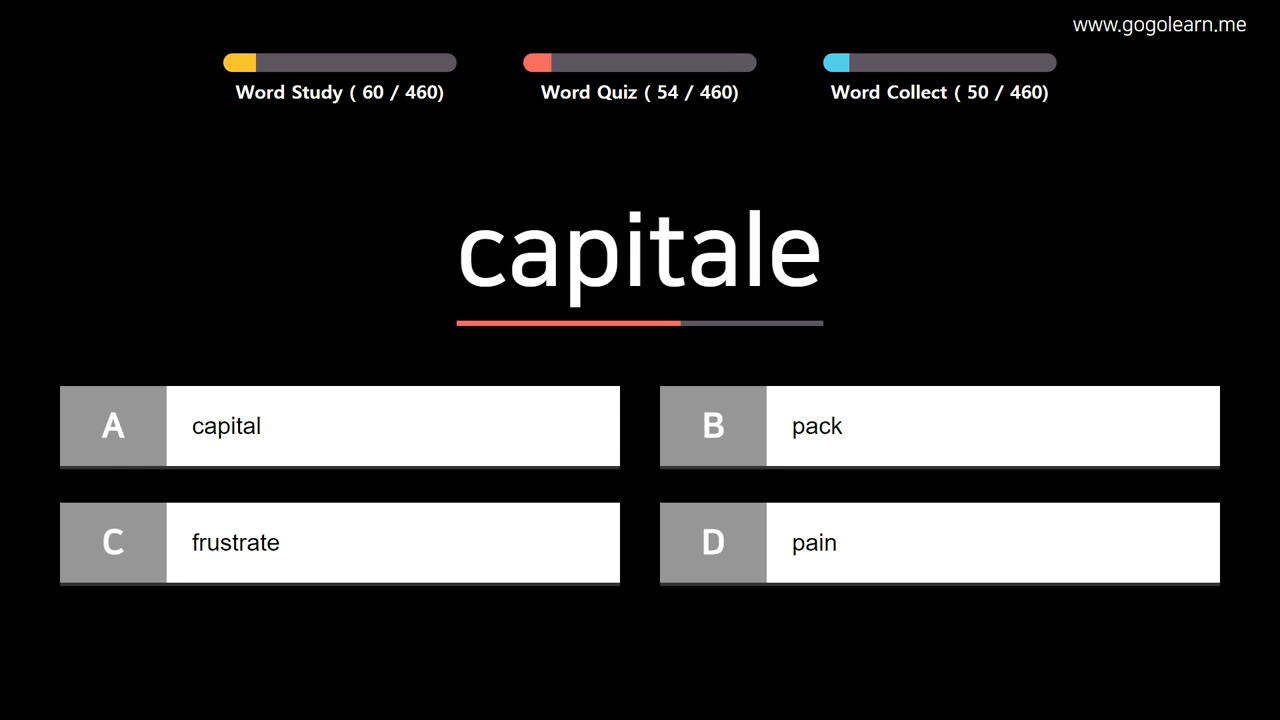 www.gogolearn.me
Word Study ( 60 / 460)
Word Quiz ( 54 / 460)
Word Collect ( 50 / 460)
capitale
A capital
B pack
C frustrate
D pain